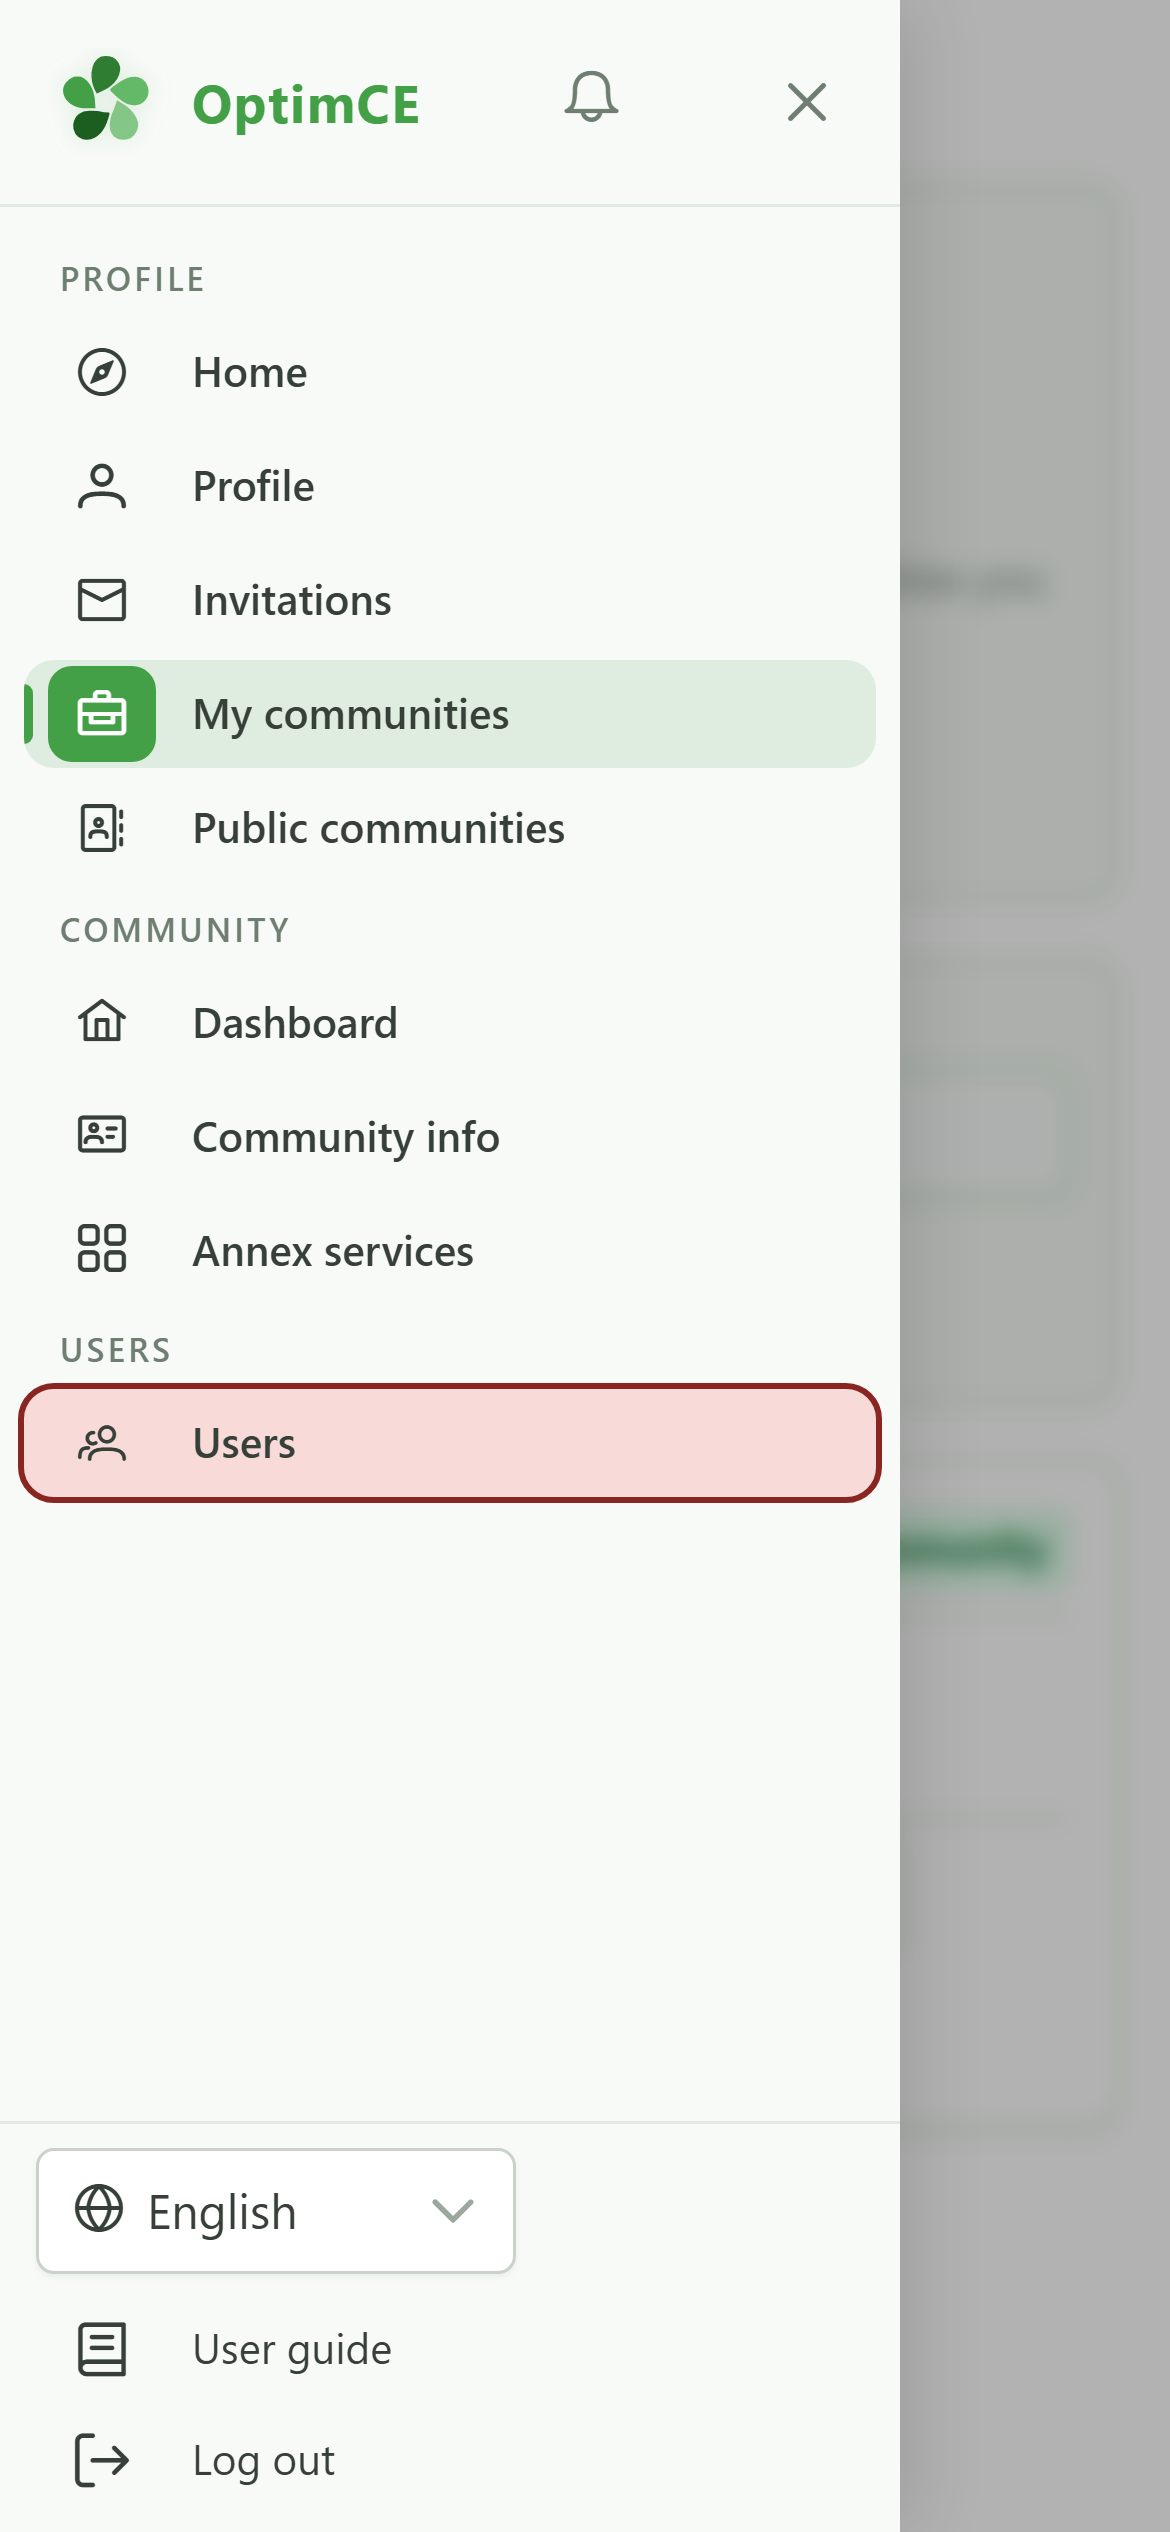 OptimCE
PROFILE
Home
Profile
Invitations
My communities
Public communities
COMMUNITY
Dashboard
Community info
Annex services
USERS
Users
English
User guide
Log out